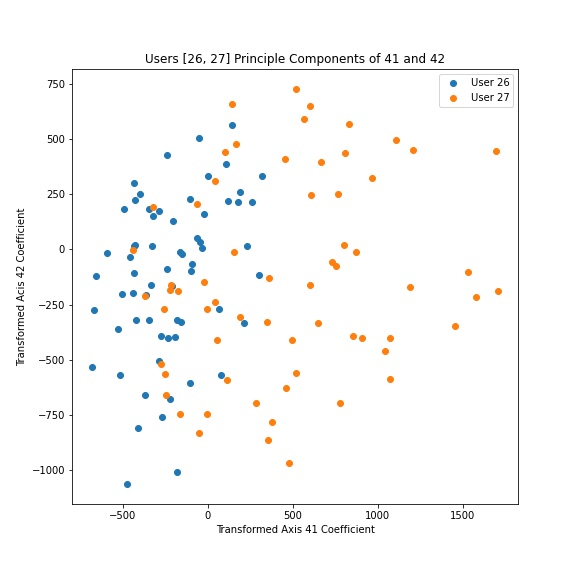 Users [26, 27] Principle Components of 41 and 42
User 26
User 27
Transformed Acis 42 Coefficient
750
500
250
0
−250
−500
−750
−1000
−500
0
500
1000
1500
Transformed Axis 41 Coefficient